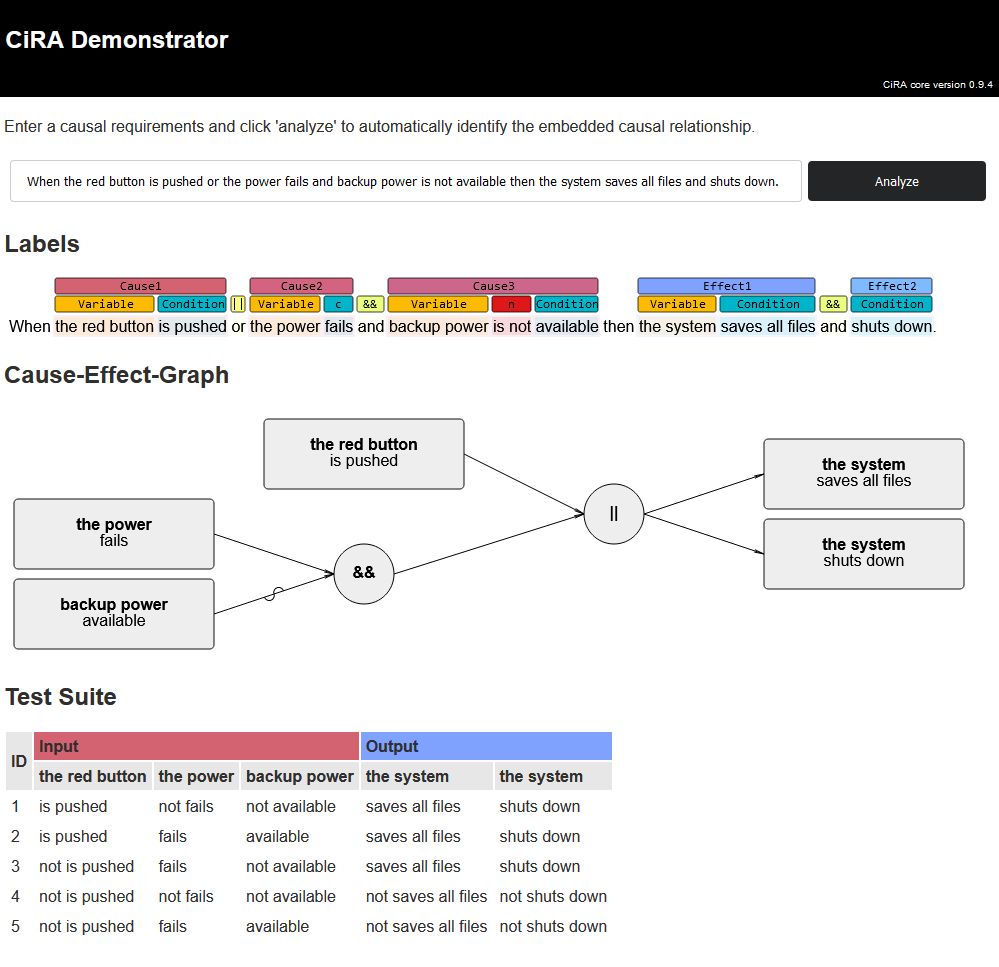 CiRA Demonstrator
CiRA core version 0.9.4
Enter a causal requirements and click 'analyze' to automatically identify the embedded causal relationship.
When the red button is pushed or the power fails and backup power is not available then the system saves all files and shuts down.
Analyze
Labels
Cause1 Cause2 Cause3 Effect1 Effect2
Variable Condition || Variable c && Variable n Condition Variable Condition && Condition
When the red button is pushed or the power fails and backup power is not available then the system saves all files and shuts down.
Cause-Effect-Graph
the red button
is pushed
the system
saves all files
||
the power
fails
the system
shuts down
&&
backup power
available
Test Suite
ID Input Output
the red button the power backup power the system the system
1 is pushed not fails not available saves all files shuts down
2 is pushed fails available saves all files shuts down
3 not is pushed fails not available saves all files shuts down
4 not is pushed not fails not available not saves all files not shuts down
5 not is pushed fails available not saves all files not shuts down